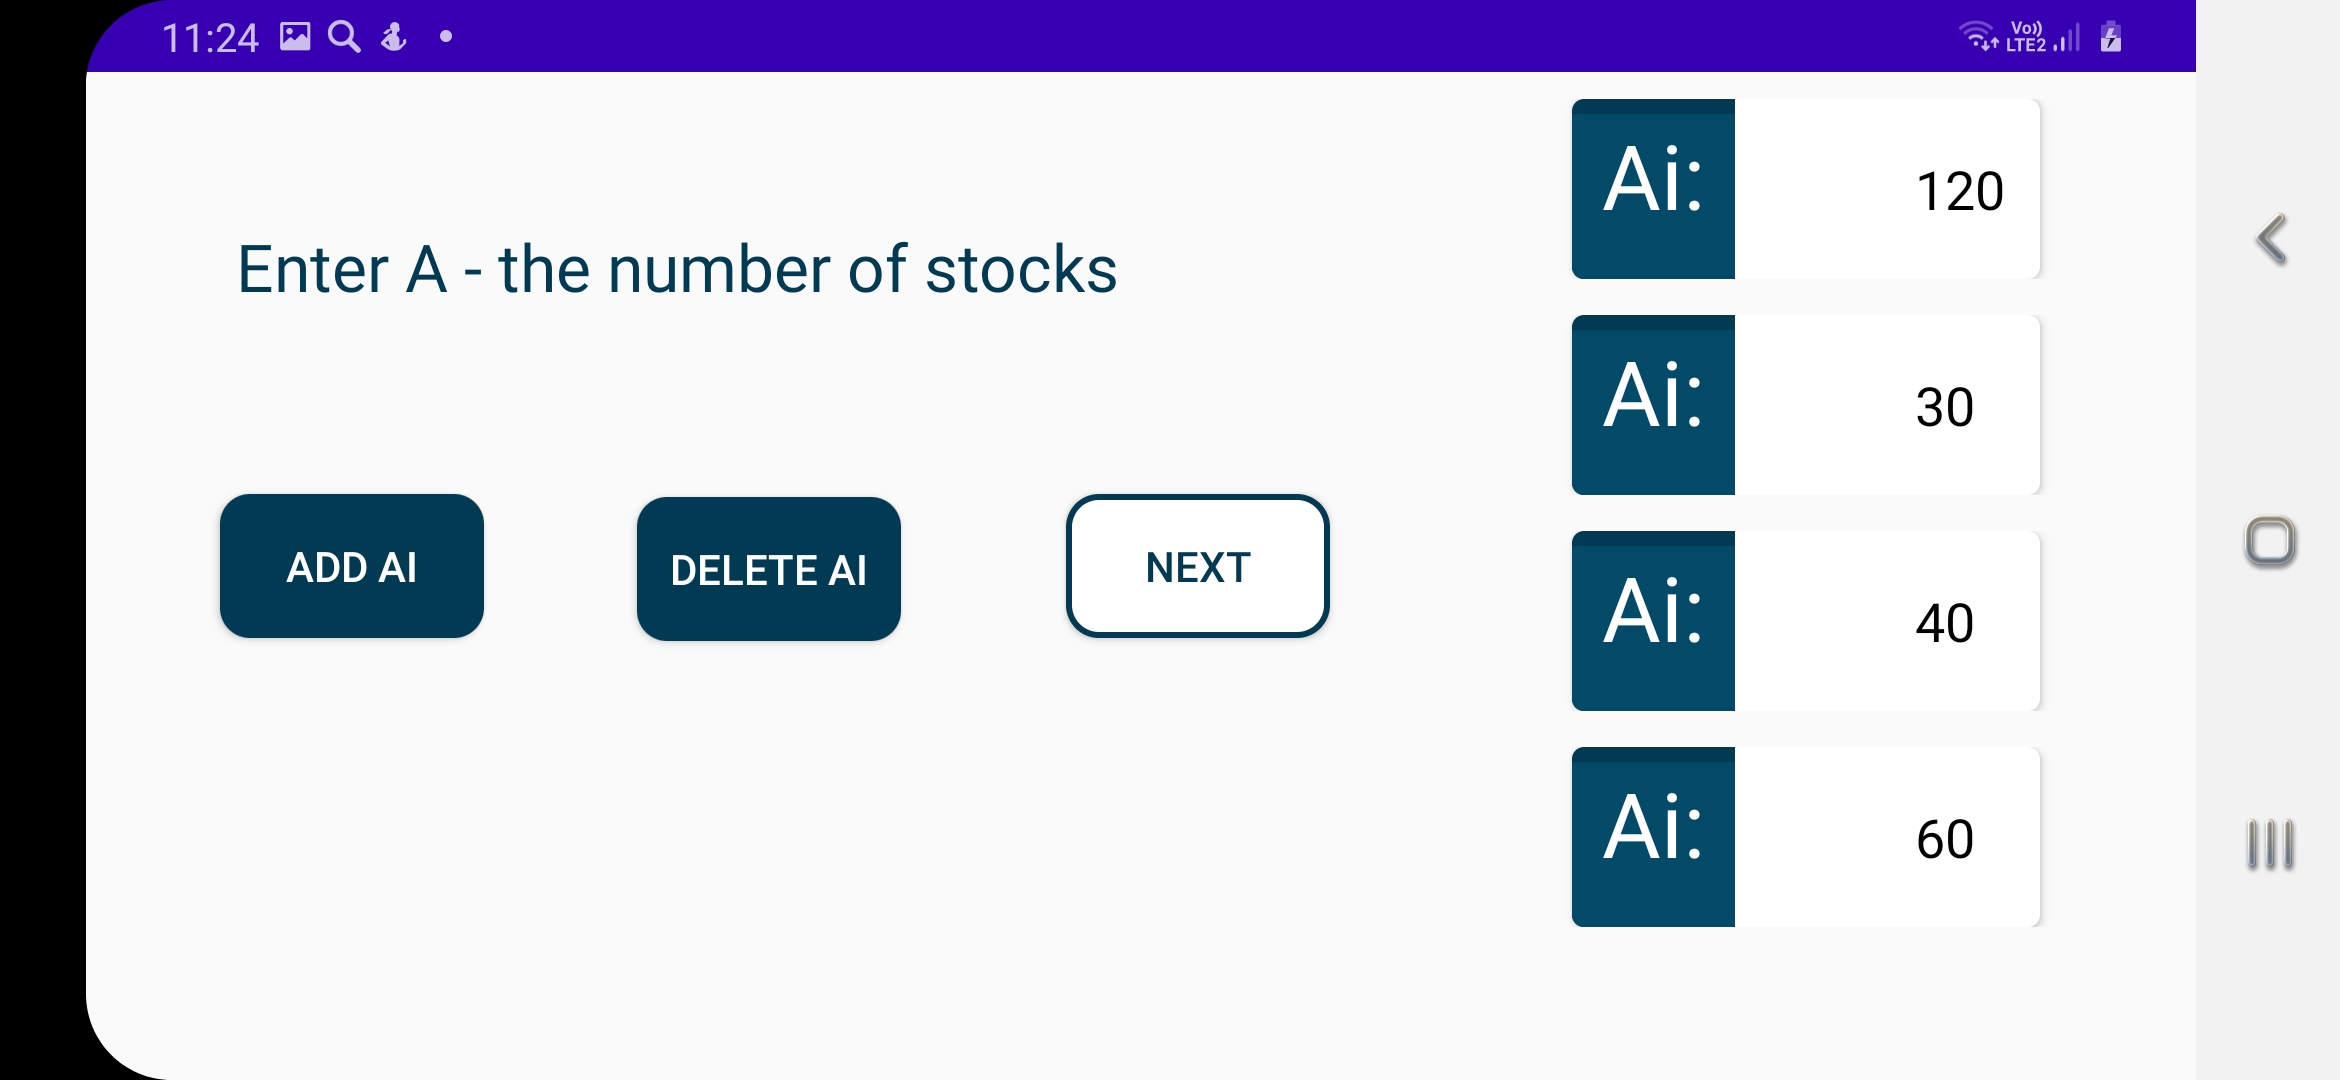 11:24
Vo))
LTE2
Enter A - the number of stocks
ADD AI
DELETE AI
NEXT
Ai: 120
Ai: 30
Ai: 40
Ai: 60